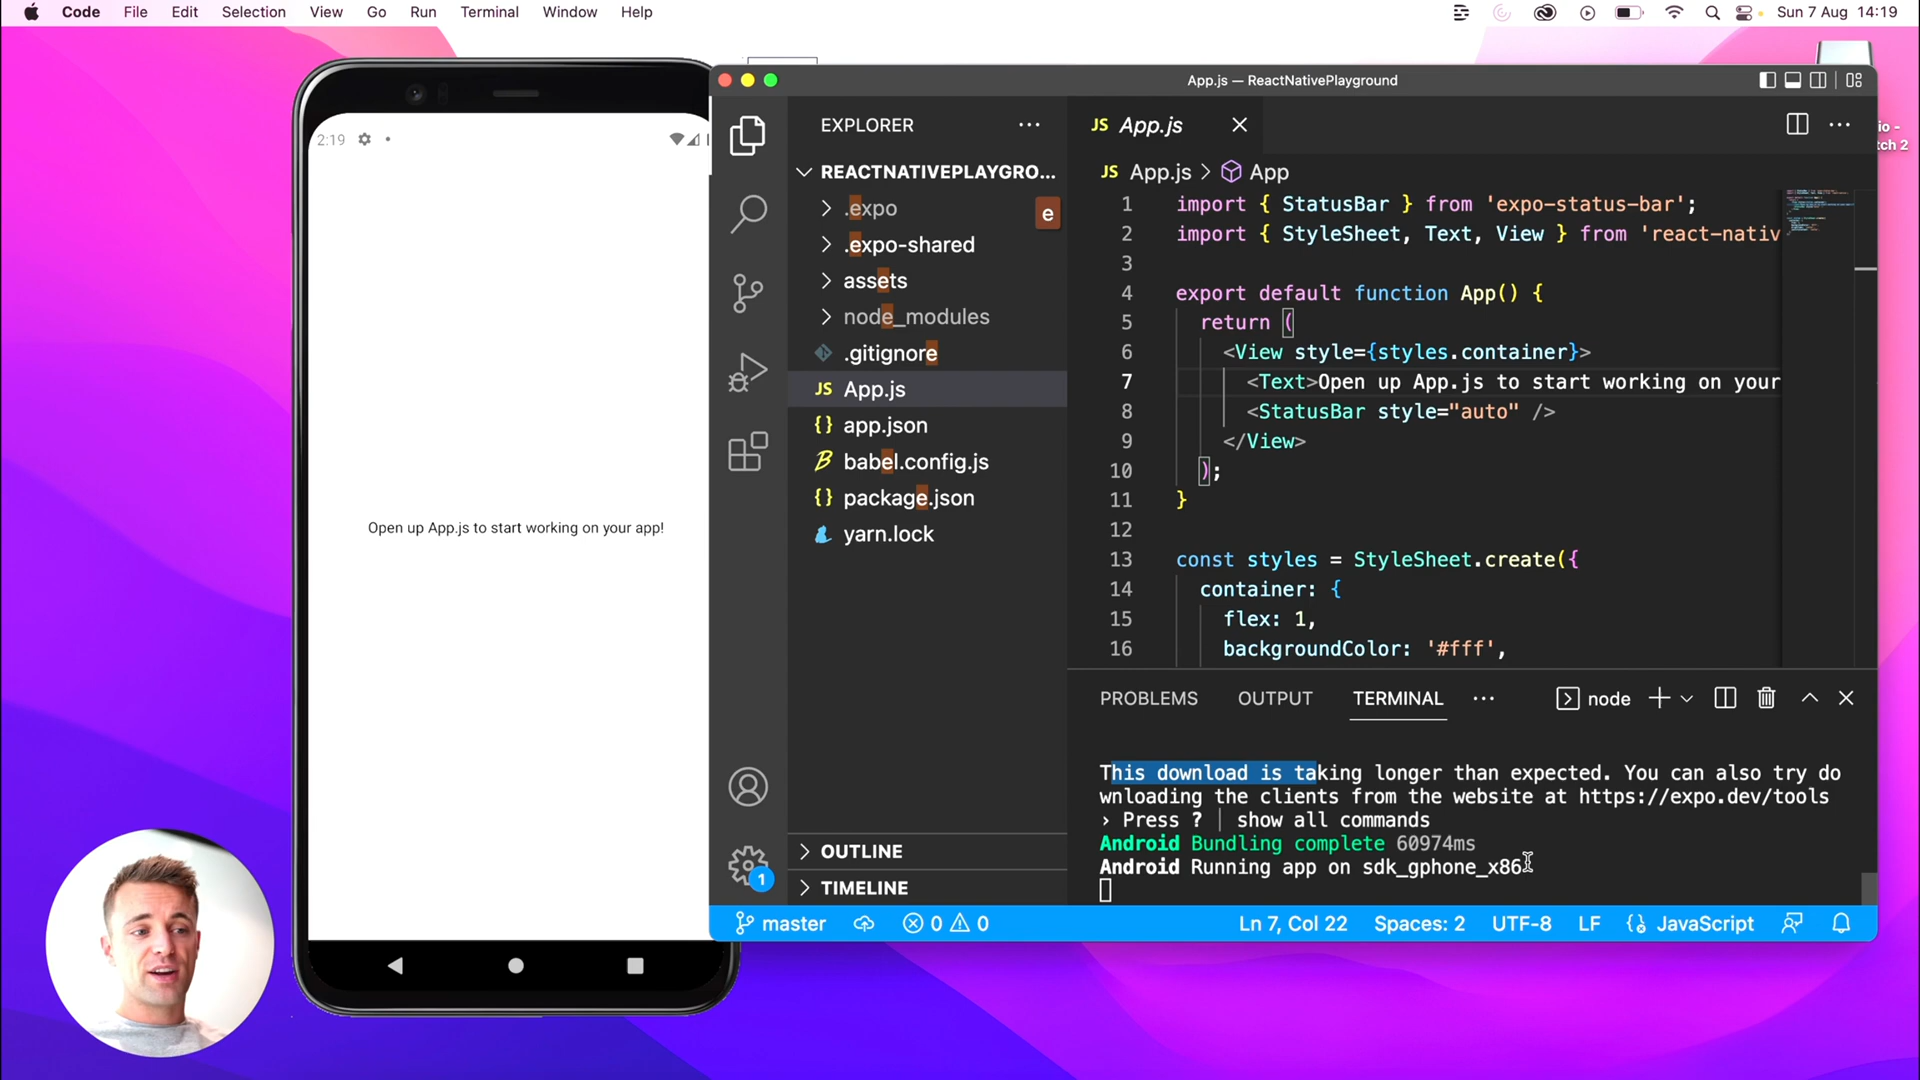 Code File Edit Selection View Go Run Terminal Window Help
Sun 7 Aug 14:19
2:19
Open up App.js to start working on your app!
App.js — ReactNativePlayground
EXPLORER
REACTNATIVEPLAYGRO...
.expo
e
.expo-shared
assets
node_modules
.gitignore
JS App.js
{} app.json
babel.config.js
{} package.json
yarn.lock
OUTLINE
TIMELINE
1
JS App.js
JS App.js > App
1 import { StatusBar } from 'expo-status-bar';
2 import { StyleSheet, Text, View } from 'react-nativ
3
4 export default function App() {
5 return (
6 <View style={styles.container}>
7 <Text>Open up App.js to start working on your
8 <StatusBar style="auto" />
9 </View>
10 );
11 }
12
13 const styles = StyleSheet.create({
14 container: {
15 flex: 1,
16 backgroundColor: '#fff',
PROBLEMS OUTPUT TERMINAL ... node
This download is taking longer than expected. You can also try do
wnloading the clients from the website at https://expo.dev/tools
› Press ? │ show all commands
Android Bundling complete 60974ms
Android Running app on sdk_gphone_x86
master 0 0 Ln 7, Col 22 Spaces: 2 UTF-8 LF {} JavaScript
io -
tch 2